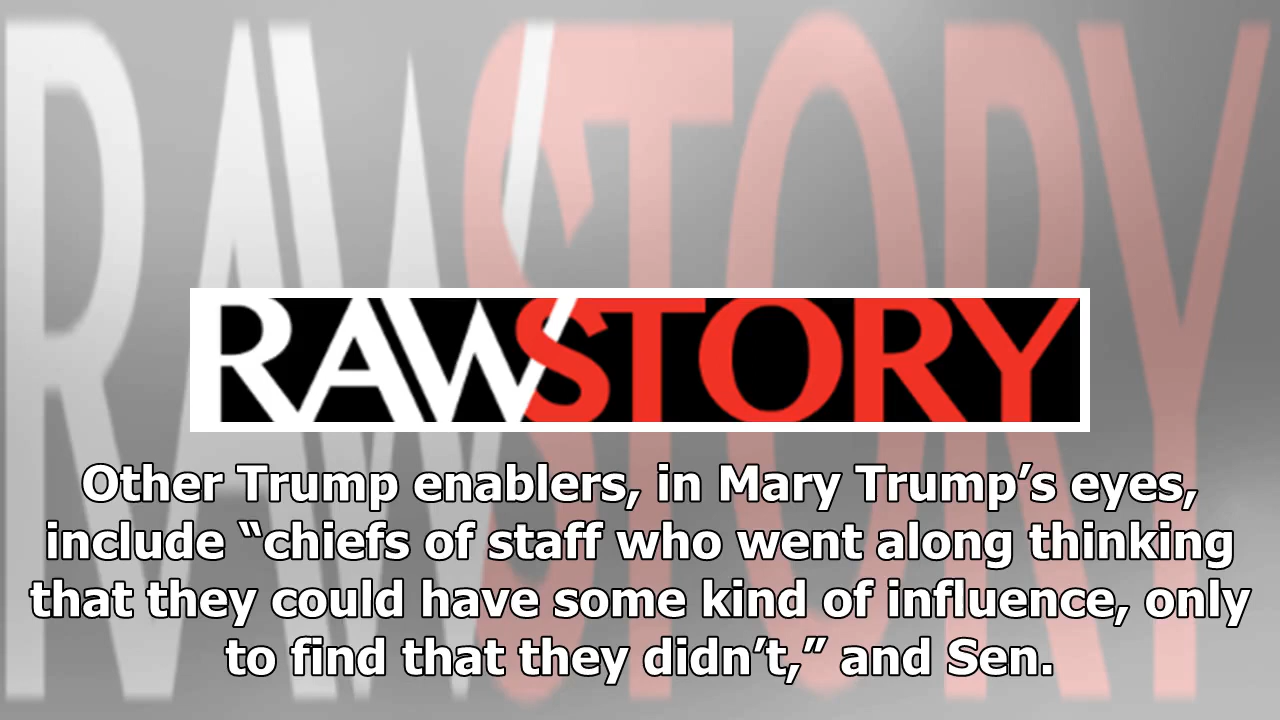 RAWSTORY
RAWSTORY
Other Trump enablers, in Mary Trump’s eyes,
include “chiefs of staff who went along thinking
that they could have some kind of influence, only
to find that they didn’t,” and Sen.